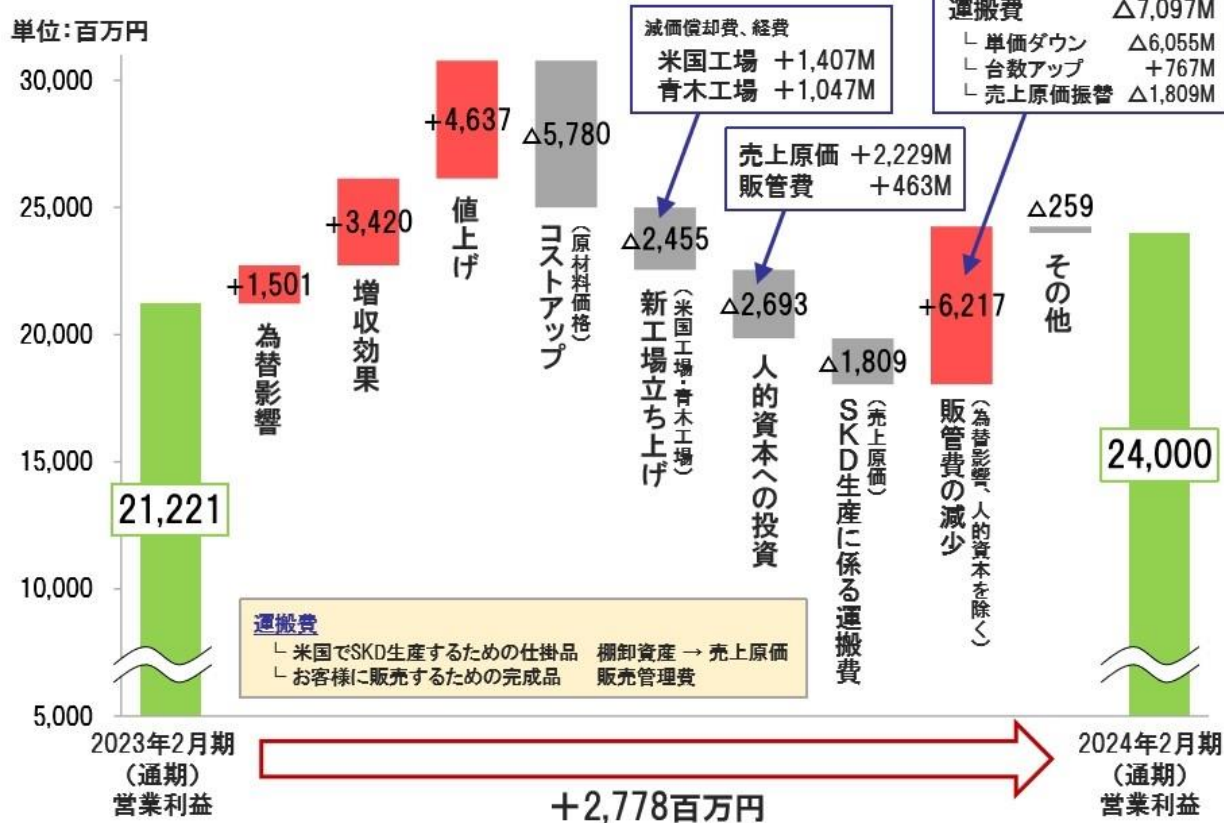 単位：百万円
30,000
25,000
20,000
15,000
10,000
5,000
21,221
2023年2月期
（通期）
営業利益
+1,501
為替影響
+3,420
増収効果
+4,637
値上げ
△5,780
コストアップ
（原材料価格）
減価償却費、経費
米国工場 +1,407M
青木工場 +1,047M
△2,455
新工場立ち上げ
（米国工場・青木工場）
売上原価 +2,229M
販管費 +463M
△2,693
人的資本への投資
△1,809
SKD生産に係る運搬費
（売上原価）
運搬費 △7,097M
└ 単価ダウン △6,055M
└ 台数アップ +767M
└ 売上原価振替 △1,809M
+6,217
販管費の減少
（為替影響、人的資本を除く）
△259
その他
24,000
2024年2月期
（通期）
営業利益
運搬費
└ 米国でSKD生産するための仕掛品 棚卸資産 → 売上原価
└ お客様に販売するための完成品 販売管理費
＋2,778百万円